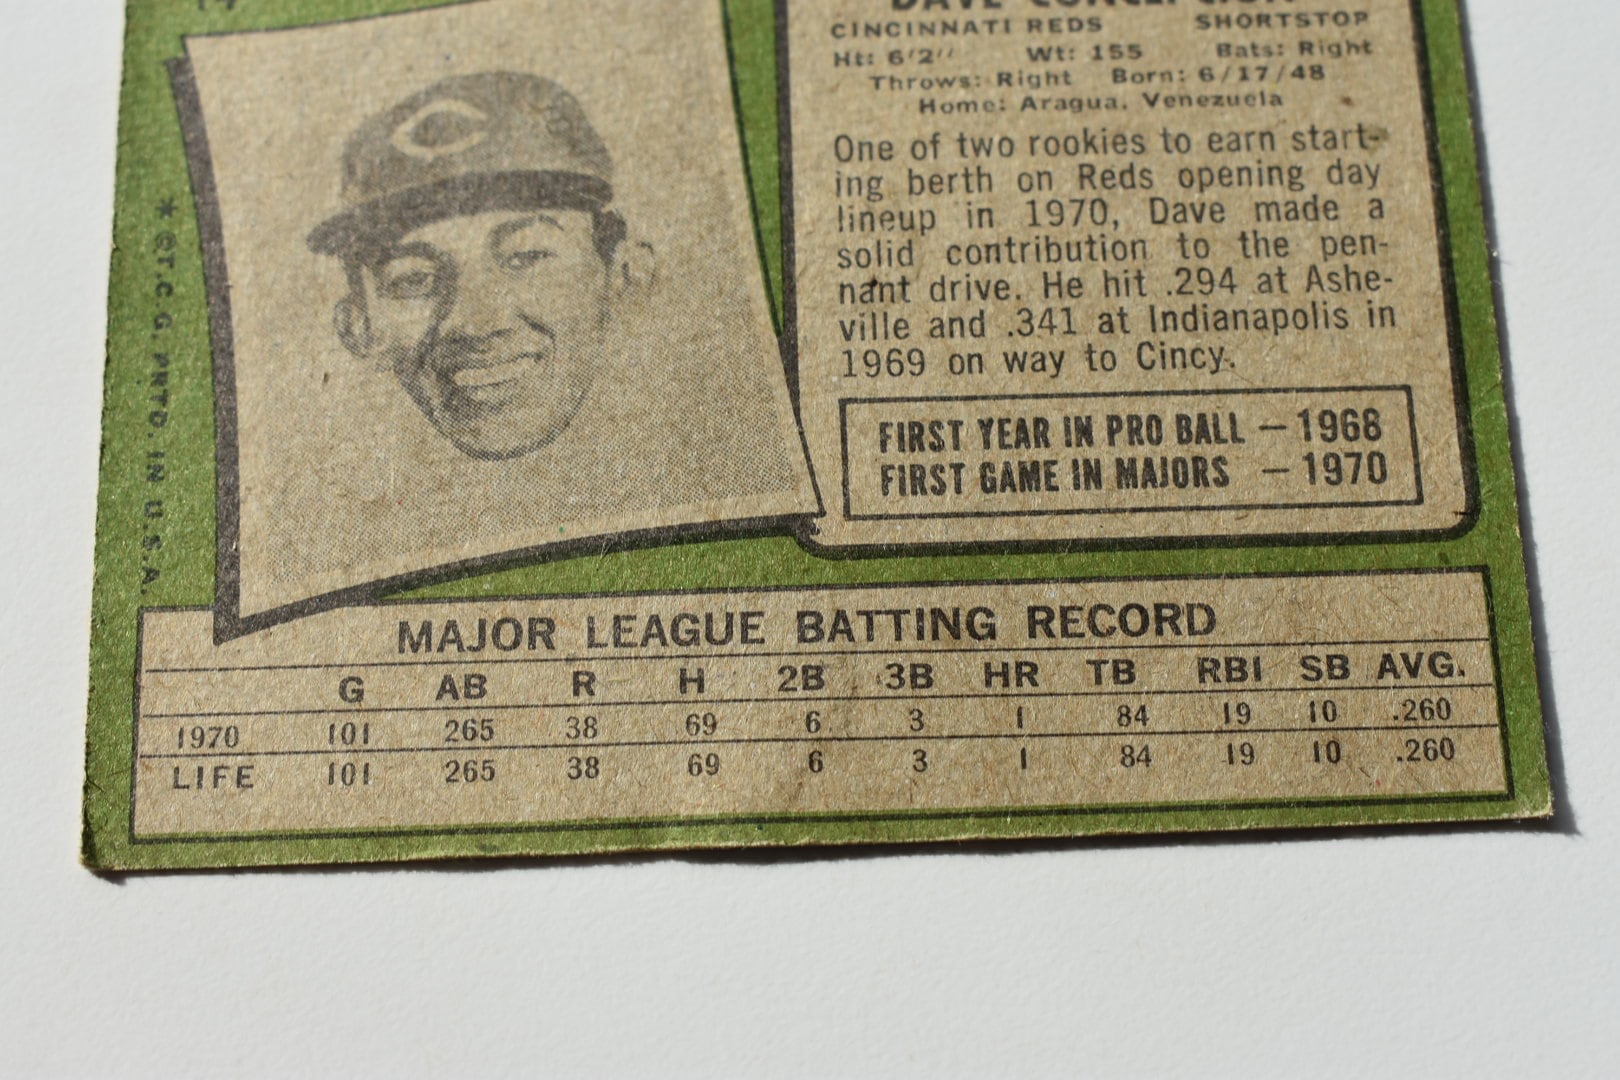 14
DAVE CONCEPCION
CINCINNATI REDS SHORTSTOP
Ht: 6'2" Wt: 155 Bats: Right
Throws: Right Born: 6/17/48
Home: Aragua, Venezuela
One of two rookies to earn start-
ing berth on Reds opening day
lineup in 1970, Dave made a
solid contribution to the pen-
nant drive. He hit .294 at Ashe-
ville and .341 at Indianapolis in
1969 on way to Cincy.
FIRST YEAR IN PRO BALL — 1968
FIRST GAME IN MAJORS — 1970
* ©T.C.G. PRTD. IN U.S.A.
MAJOR LEAGUE BATTING RECORD
G AB R H 2B 3B HR TB RBI SB AVG.
1970 101 265 38 69 6 3 1 84 19 10 .260
LIFE 101 265 38 69 6 3 1 84 19 10 .260